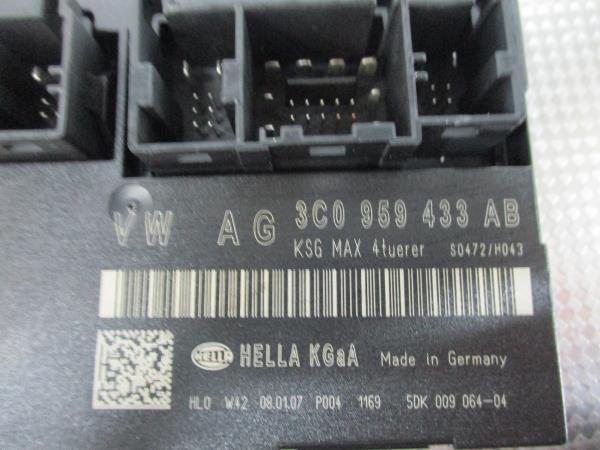 VW AG 3C0 959 433 AB
KSG MAX 4tuerer S0472/H043
HELLA HELLA KGaA Made in Germany
HLO W42 08.01.07 P004 1169 5DK 009 064-04